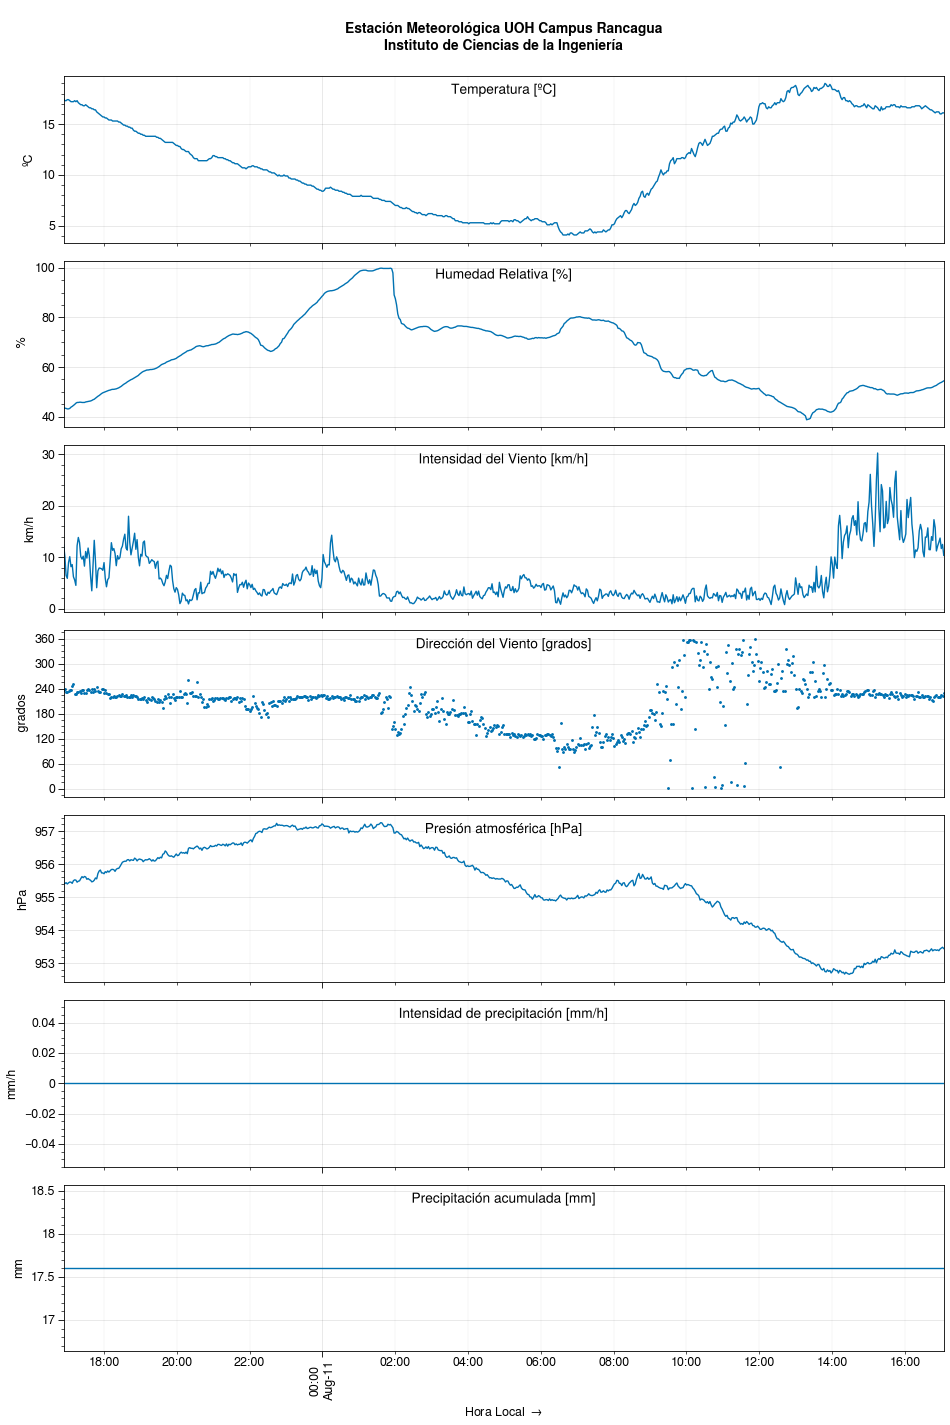 Estación Meteorológica UOH Campus Rancagua
Instituto de Ciencias de la Ingeniería
Temperatura [ºC]
15
10
5
ºC
Humedad Relativa [%]
100
80
60
40
%
Intensidad del Viento [km/h]
30
20
10
0
km/h
Dirección del Viento [grados]
360
300
240
180
120
60
0
grados
Presión atmosférica [hPa]
957
956
955
954
953
hPa
Intensidad de precipitación [mm/h]
0.04
0.02
0
−0.02
−0.04
mm/h
Precipitación acumulada [mm]
18.5
18
17.5
17
mm
18:00 20:00 22:00 00:00 02:00 04:00 06:00 08:00 10:00 12:00 14:00 16:00
Aug-11
Hora Local →